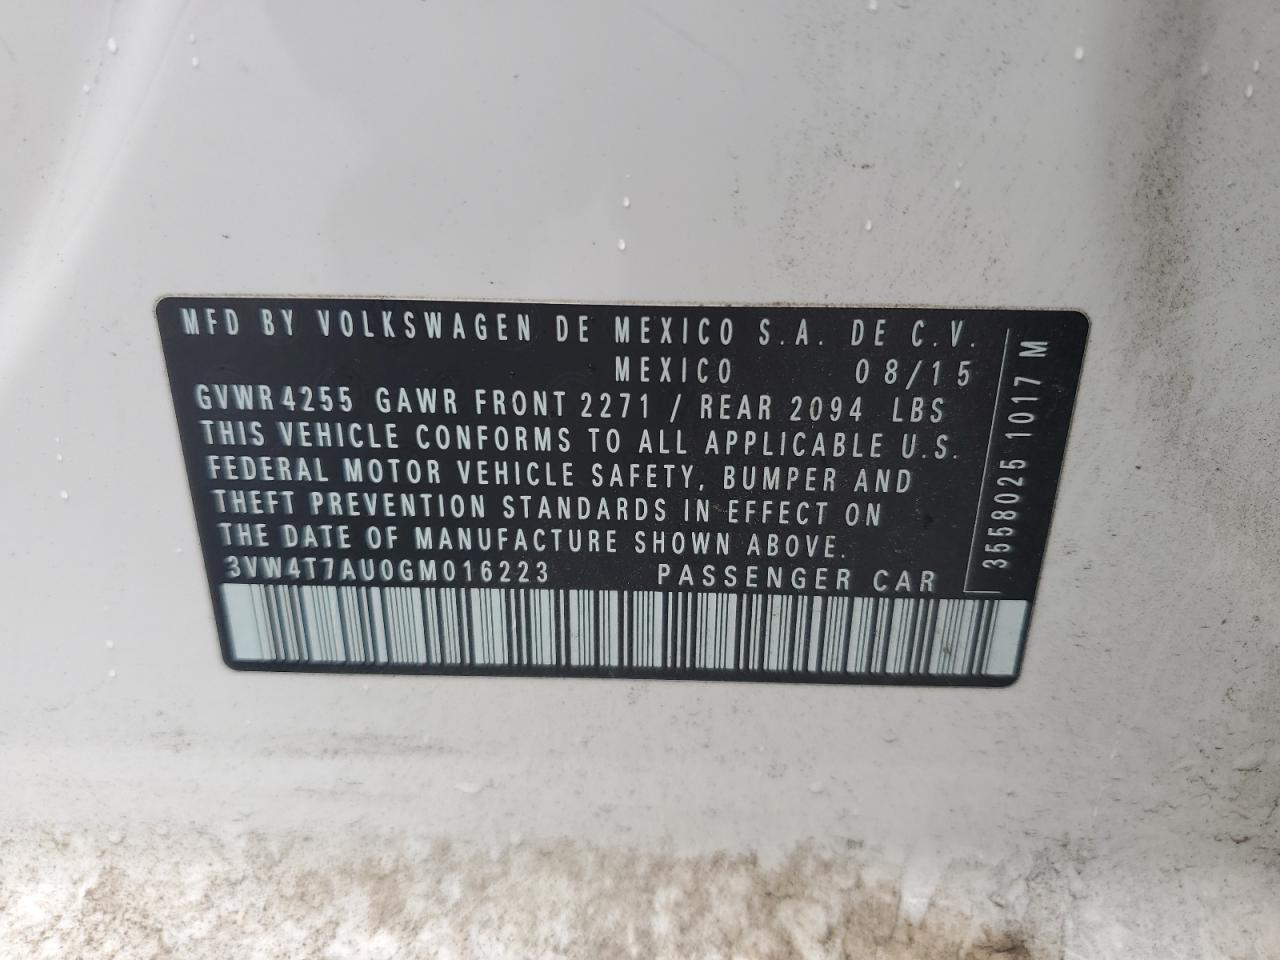 MFD BY VOLKSWAGEN DE MEXICO S.A. DE C.V.
MEXICO 08/15
GVWR 4255 GAWR FRONT 2271 / REAR 2094 LBS
THIS VEHICLE CONFORMS TO ALL APPLICABLE U.S.
FEDERAL MOTOR VEHICLE SAFETY, BUMPER AND
THEFT PREVENTION STANDARDS IN EFFECT ON
THE DATE OF MANUFACTURE SHOWN ABOVE.
3VW4T7AU0GM016223 PASSENGER CAR
3558025 1017 M